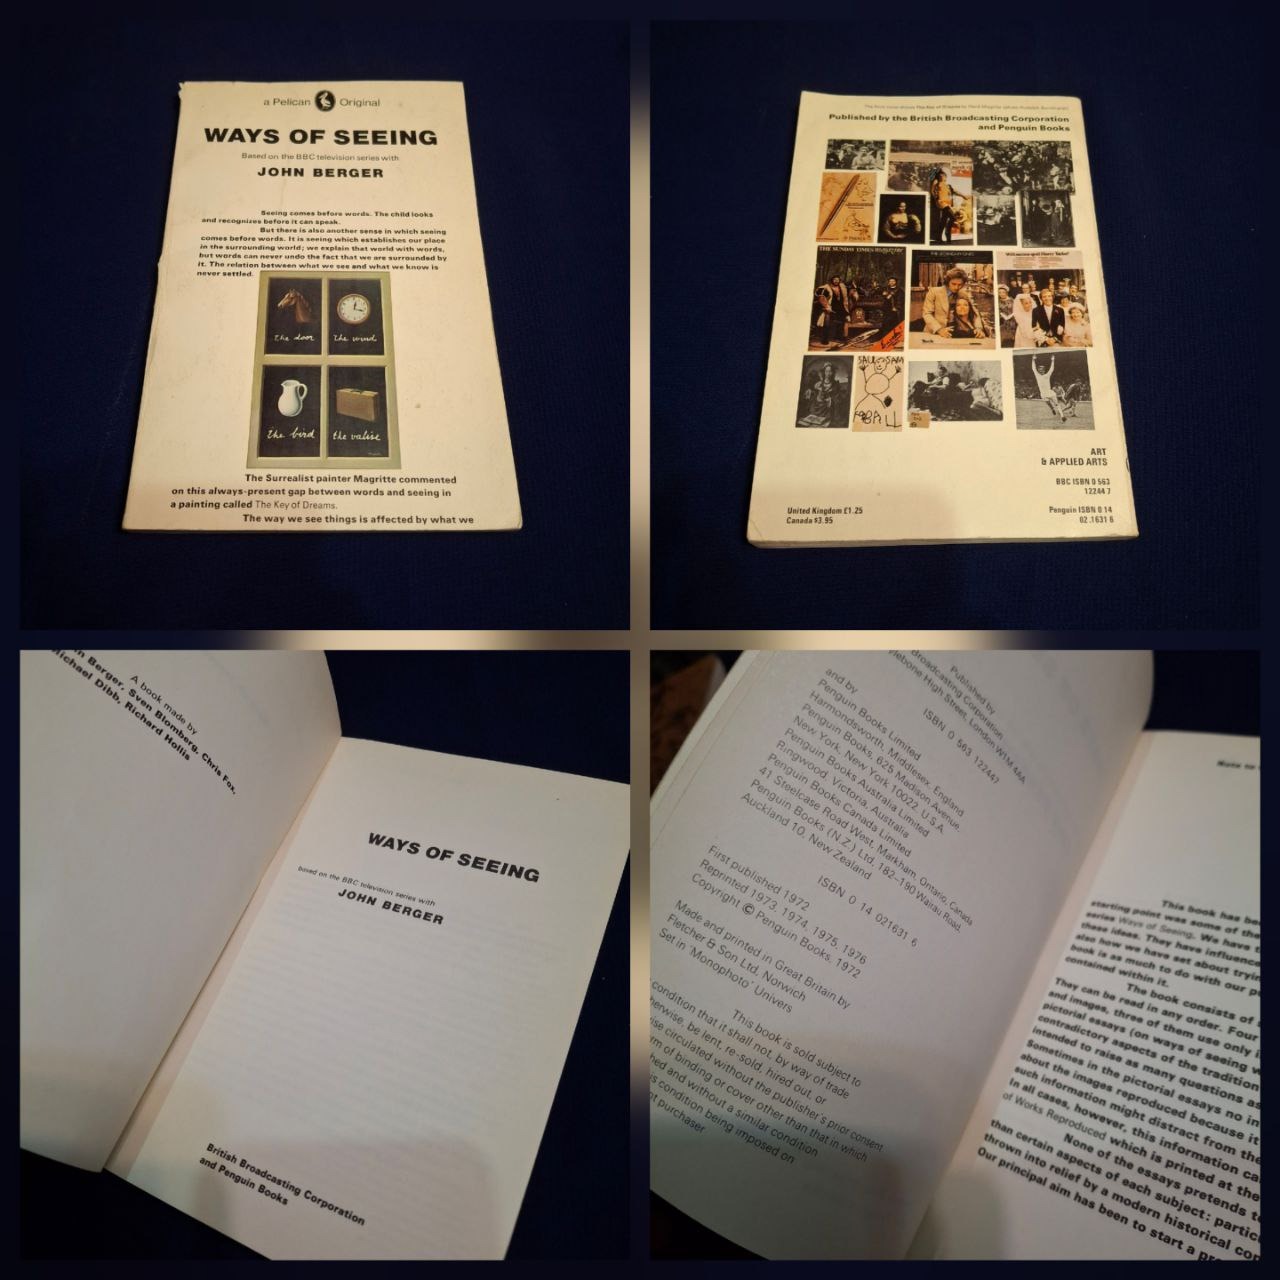 a Pelican Original
WAYS OF SEEING
Based on the BBC television series with
JOHN BERGER
Seeing comes before words. The child looks
and recognizes before it can speak.
But there is also another sense in which seeing
comes before words. It is seeing which establishes our place
in the surrounding world; we explain that world with words,
but words can never undo the fact that we are surrounded by
it. The relation between what we see and what we know is
never settled.
the door
the wind
the bird
the valise
The Surrealist painter Magritte commented
on this always-present gap between words and seeing in
a painting called The Key of Dreams.
The way we see things is affected by what we
Published by the British Broadcasting Corporation
and Penguin Books
THE SUNDAY TIMES
SAUL SAM
ART
& APPLIED ARTS
BBC ISBN 0 563
12244 7
United Kingdom £1.25
Canada $3.95
Penguin ISBN 0 14
02 1631 6
A book made by
n Berger, Sven Blomberg, Chris Fox,
Michael Dibb, Richard Hollis
WAYS OF SEEING
based on the BBC television series with
JOHN BERGER
British Broadcasting Corporation
and Penguin Books
Published by
Broadcasting Corporation
lebone High Street, London W1M 4AA
ISBN 0 563 122447
and by
Penguin Books Limited
Harmondsworth, Middlesex, England
Penguin Books, 625 Madison Avenue,
New York, New York 10022, U.S.A.
Penguin Books Australia Limited
Ringwood, Victoria, Australia
Penguin Books Canada Limited
41 Steelcase Road West, Markham, Ontario, Canada
Penguin Books (N.Z.) Ltd, 182–190 Wairau Road,
Auckland 10, New Zealand
ISBN 0 14 021631 6
First published 1972
Reprinted 1973, 1974, 1975, 1976
Copyright © Penguin Books, 1972
Made and printed in Great Britain by
Fletcher & Son Ltd, Norwich
Set in 'Monophoto' Univers
This book is sold subject to
condition that it shall not, by way of trade
herwise, be lent, re-sold, hired out, or
ise circulated without the publisher's prior consent
rm of binding or cover other than that in which
hed and without a similar condition
is condition being imposed on
nt purchaser
Note to
This book has bee
starting point was some of the
series Ways of Seeing. We have t
these ideas. They have influence
also how we have set about tryin
book is as much to do with our pu
contained within it.
The book consists of
They can be read in any order. Four
and images, three of them use only i
pictorial essays (on ways of seeing w
contradictory aspects of the tradition
intended to raise as many questions as
Sometimes in the pictorial essays no in
about the images reproduced because it
such information might distract from the
In all cases, however, this information ca
of Works Reproduced which is printed at the
None of the essays pretends to
than certain aspects of each subject: partic
thrown into relief by a modern historical con
Our principal aim has been to start a pro